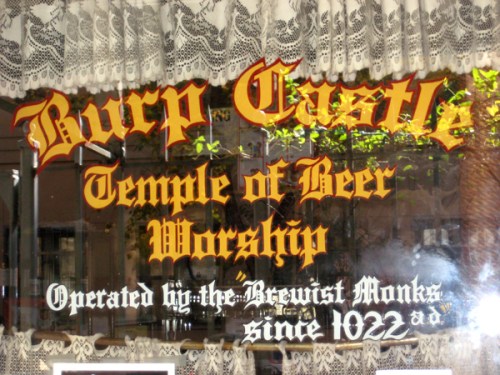 Burp Castle
Temple of Beer
Worship
Operated by the "Brewist Monks"
since 1022 a.d.